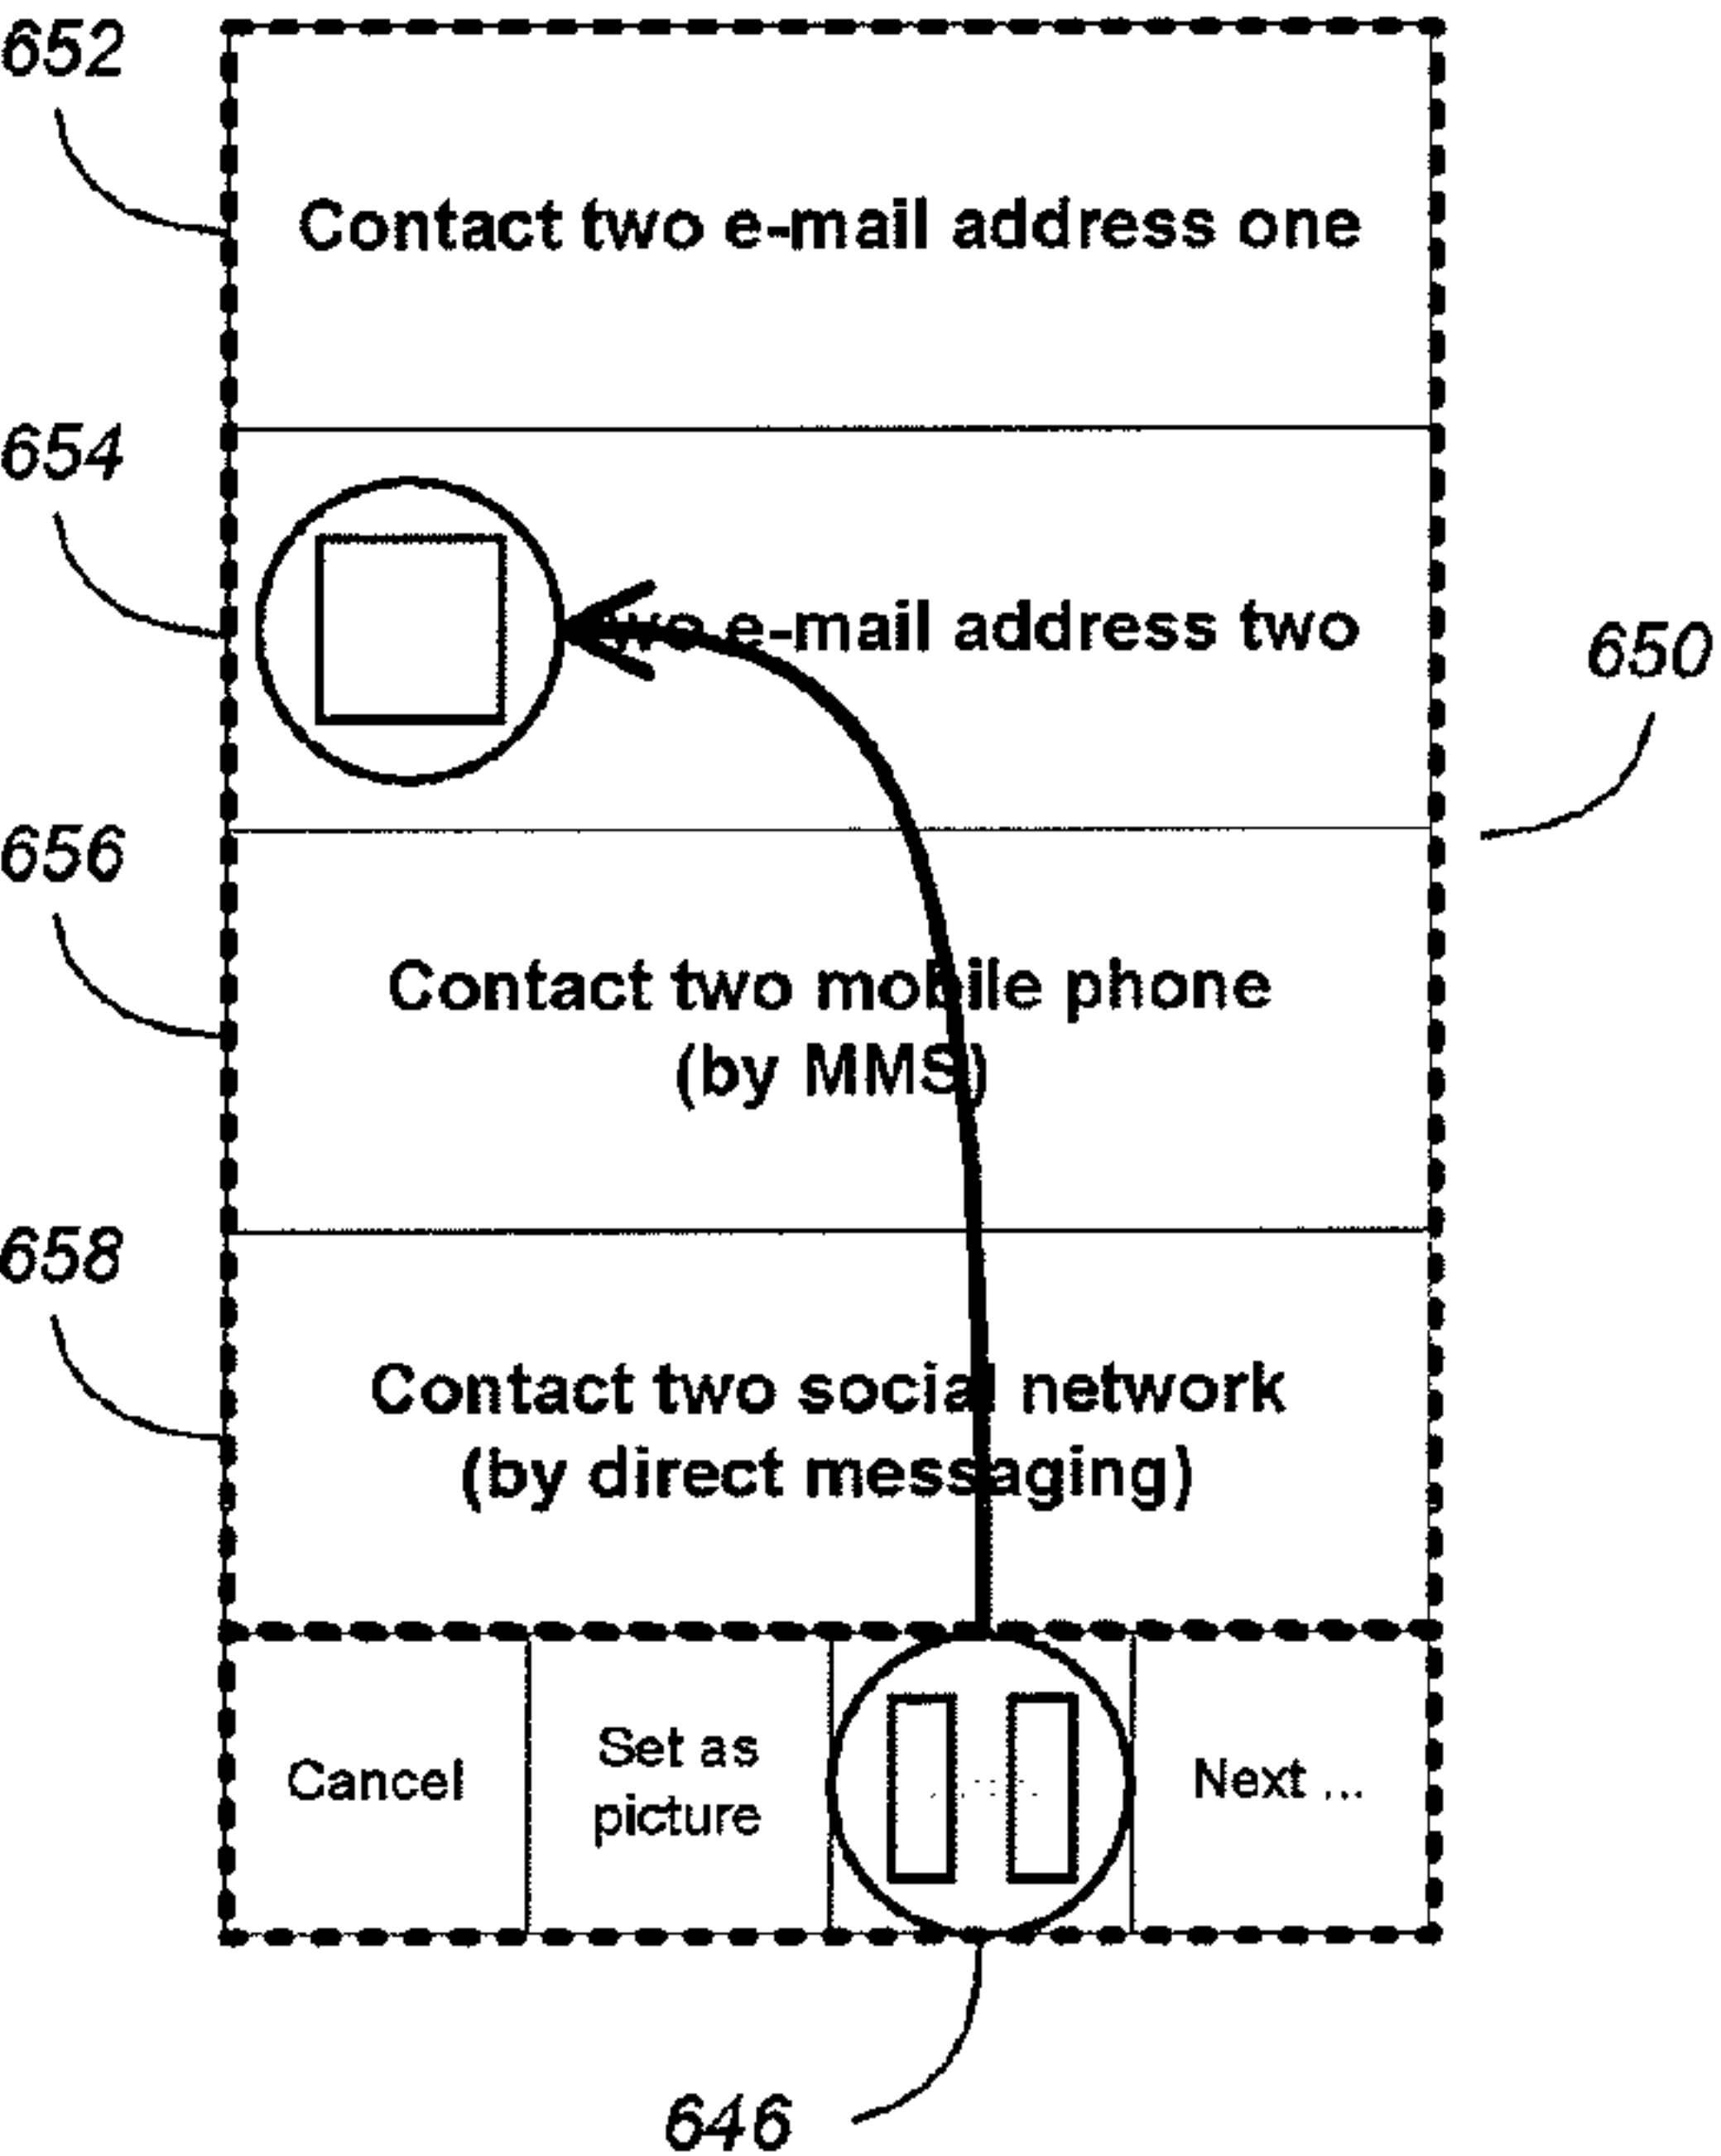 652
Contact two e-mail address one
654
e-mail address two
650
656
Contact two mobile phone
(by MMS)
658
Contact two social network
(by direct messaging)
Cancel
Set as
picture
Next ...
646